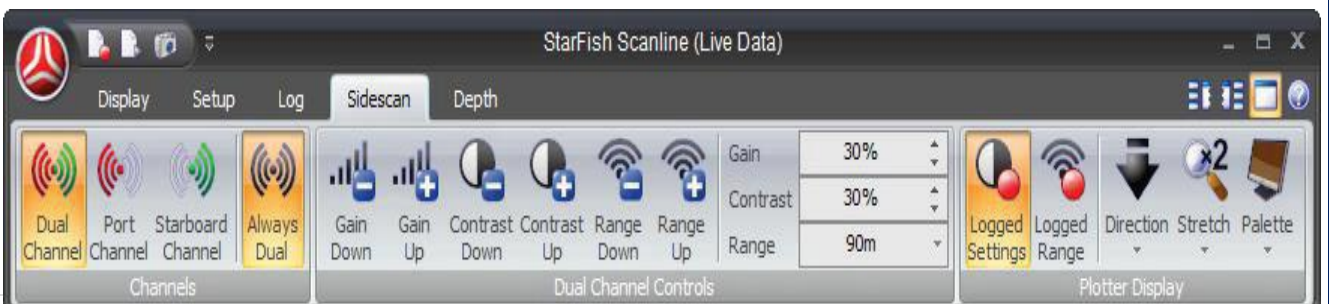 StarFish Scanline (Live Data)
Display Setup Log Sidescan Depth
Dual Channel
Port Channel
Starboard Channel
Always Dual
Gain Down
Gain Up
Contrast Down
Contrast Up
Range Down
Range Up
Gain 30%
Contrast 30%
Range 90m
Logged Settings
Logged Range
Direction
x2
Stretch
Palette
Channels
Dual Channel Controls
Plotter Display